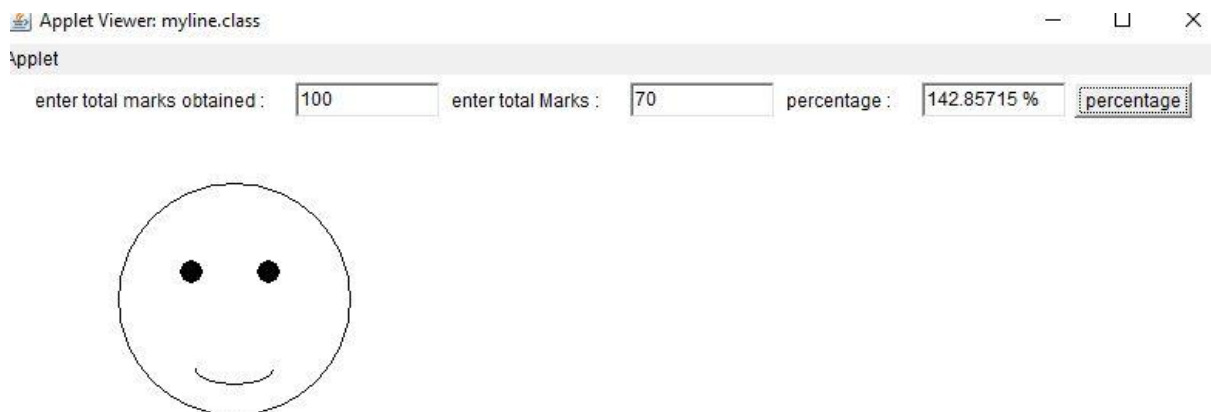 Applet Viewer: myline.class
Applet
enter total marks obtained : 100 enter total Marks : 70 percentage : 142.85715 % percentage